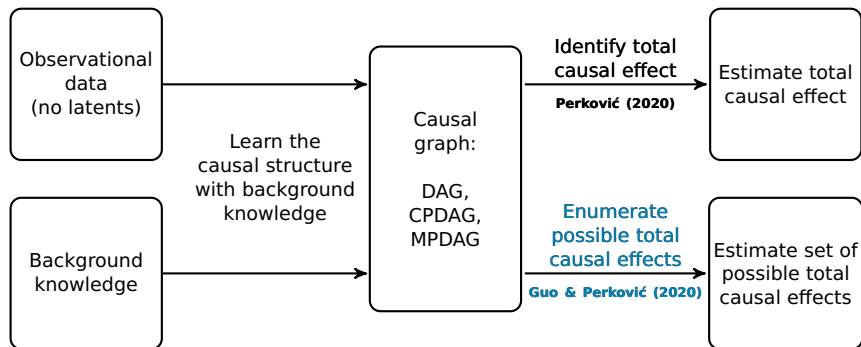 Observational
data
(no latents)
Background
knowledge
Learn the
causal structure
with background
knowledge
Causal
graph:
DAG,
CPDAG,
MPDAG
Identify total
causal effect
Perković (2020)
Estimate total
causal effect
Enumerate
possible total
causal effects
Guo & Perković (2020)
Estimate set of
possible total
causal effects